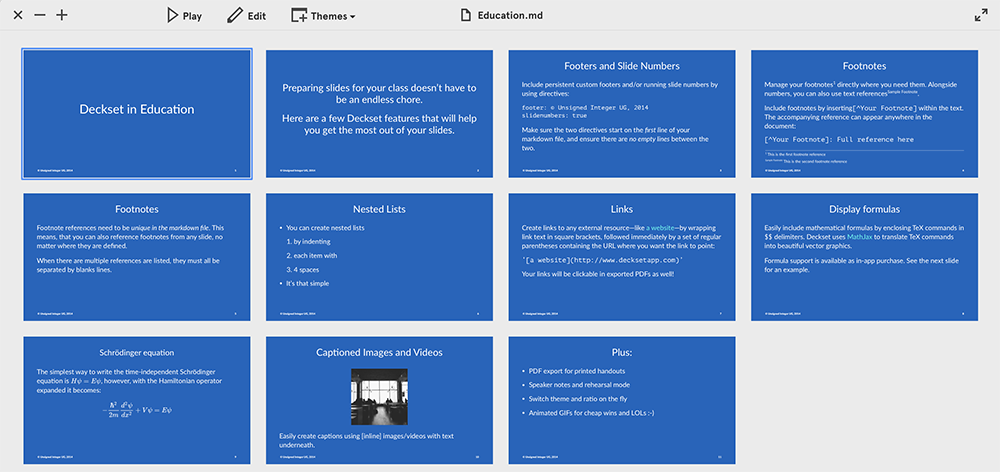 Play
Edit
Themes
Education.md
Deckset in Education
© Unsigned Integer UG, 2014
1
Preparing slides for your class doesn't have to
be an endless chore.
Here are a few Deckset features that will help
you get the most out of your slides.
© Unsigned Integer UG, 2014
2
Footers and Slide Numbers
Include persistent custom footers and/or running slide numbers by
using directives:
footer: © Unsigned Integer UG, 2014
slidenumbers: true
Make sure the two directives start on the first line of your
markdown file, and ensure there are no empty lines between the
two.
© Unsigned Integer UG, 2014
3
Footnotes
Manage your footnotes¹ directly where you need them. Alongside
numbers, you can also use text references Sample Footnote.
Include footnotes by inserting[^Your Footnote] within the text.
The accompanying reference can appear anywhere in the
document:
[^Your Footnote]: Full reference here
¹ This is the first footnote reference
Sample Footnote This is the second footnote reference
© Unsigned Integer UG, 2014
4
Footnotes
Footnote references need to be unique in the markdown file. This
means, that you can also reference footnotes from any slide, no
matter where they are defined.
When there are multiple references are listed, they must all be
separated by blanks lines.
© Unsigned Integer UG, 2014
5
Nested Lists
• You can create nested lists
1. by indenting
2. each item with
3. 4 spaces
• It's that simple
© Unsigned Integer UG, 2014
6
Links
Create links to any external resource—like a website—by wrapping
link text in square brackets, followed immediately by a set of regular
parentheses containing the URL where you want the link to point:
'[a website](http://www.decksetapp.com)'
Your links will be clickable in exported PDFs as well!
© Unsigned Integer UG, 2014
7
Display formulas
Easily include mathematical formulas by enclosing TeX commands in
$$ delimiters. Deckset uses MathJax to translate TeX commands
into beautiful vector graphics.
Formula support is available as in-app purchase. See the next slide
for an example.
© Unsigned Integer UG, 2014
8
Schrödinger equation
The simplest way to write the time-independent Schrödinger
equation is Hψ = Eψ, however, with the Hamiltonian operator
expanded it becomes:
−ℏ²/2m d²ψ/dx² + Vψ = Eψ
© Unsigned Integer UG, 2014
9
Captioned Images and Videos
Easily create captions using [inline] images/videos with text
underneath.
© Unsigned Integer UG, 2014
10
Plus:
• PDF export for printed handouts
• Speaker notes and rehearsal mode
• Switch theme and ratio on the fly
• Animated GIFs for cheap wins and LOLs ;-)
© Unsigned Integer UG, 2014
11